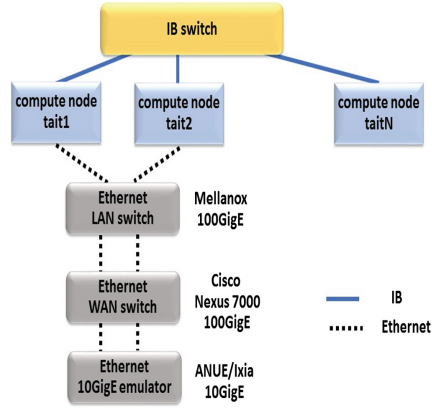 IB switch
compute node
tait1
compute node
tait2
compute node
taitN
Ethernet
LAN switch
Mellanox
100GigE
Ethernet
WAN switch
Cisco
Nexus 7000
100GigE
IB
Ethernet
Ethernet
10GigE emulator
ANUE/Ixia
10GigE